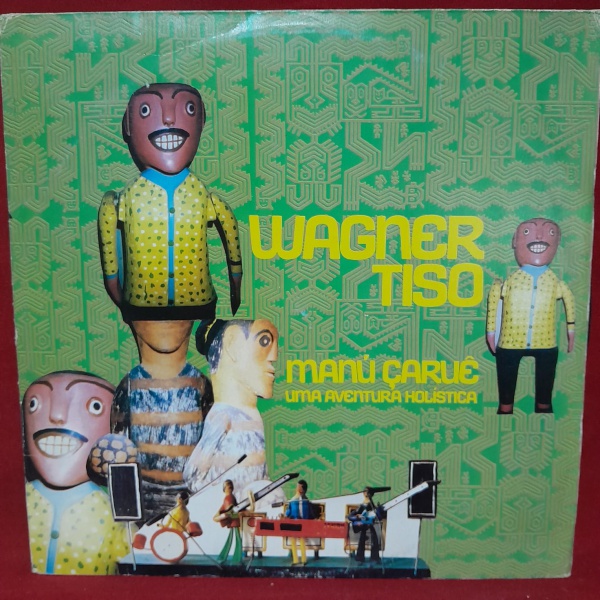 WAGNER
TISO
MANÚ ÇARUÊ
UMA AVENTURA HOLÍSTICA